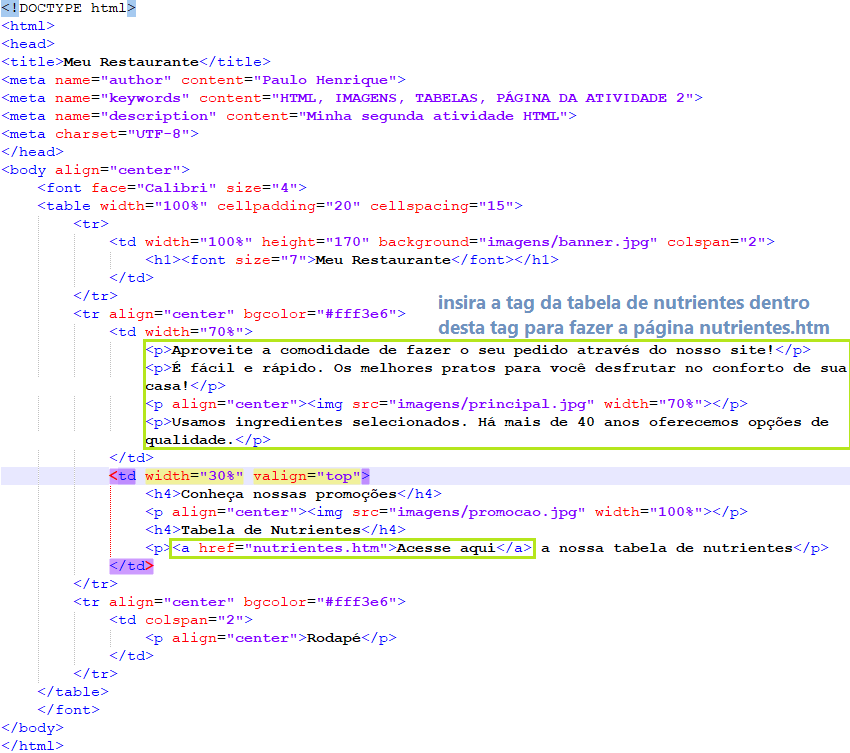 <!DOCTYPE html>
<html>
<head>
<title>Meu Restaurante</title>
<meta name="author" content="Paulo Henrique">
<meta name="keywords" content="HTML, IMAGENS, TABELAS, PÁGINA DA ATIVIDADE 2">
<meta name="description" content="Minha segunda atividade HTML">
<meta charset="UTF-8">
</head>
<body align="center">
<font face="Calibri" size="4">
<table width="100%" cellpadding="20" cellspacing="15">
<tr>
<td width="100%" height="170" background="imagens/banner.jpg" colspan="2">
<h1><font size="7">Meu Restaurante</font></h1>
</td>
</tr>
insira a tag da tabela de nutrientes dentro
<tr align="center" bgcolor="#fff3e6">
desta tag para fazer a página nutrientes.htm
<td width="70%">
<p>Aproveite a comodidade de fazer o seu pedido através do nosso site!</p>
<p>É fácil e rápido. Os melhores pratos para você desfrutar no conforto de sua
casa!</p>
<p align="center"><img src="imagens/principal.jpg" width="70%"></p>
<p>Usamos ingredientes selecionados. Há mais de 40 anos oferecemos opções de
qualidade.</p>
</td>
<td width="30%" valign="top">
<h4>Conheça nossas promoções</h4>
<p align="center"><img src="imagens/promocao.jpg" width="100%"></p>
<h4>Tabela de Nutrientes</h4>
<p><a href="nutrientes.htm">Acesse aqui</a> a nossa tabela de nutrientes</p>
</td>
</tr>
<tr align="center" bgcolor="#fff3e6">
<td colspan="2">
<p align="center">Rodapé</p>
</td>
</tr>
</table>
</font>
</body>
</html>